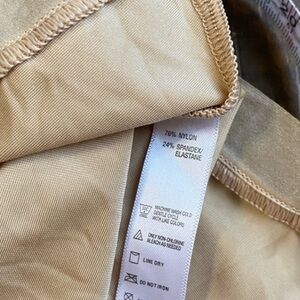 76% NYLON
24% SPANDEX/
ELASTANE
MACHINE WASH COLD
GENTLE CYCLE
WITH LIKE COLORS
ONLY NON-CHLORINE
BLEACH AS NEEDED
LINE DRY
DO NOT IRON